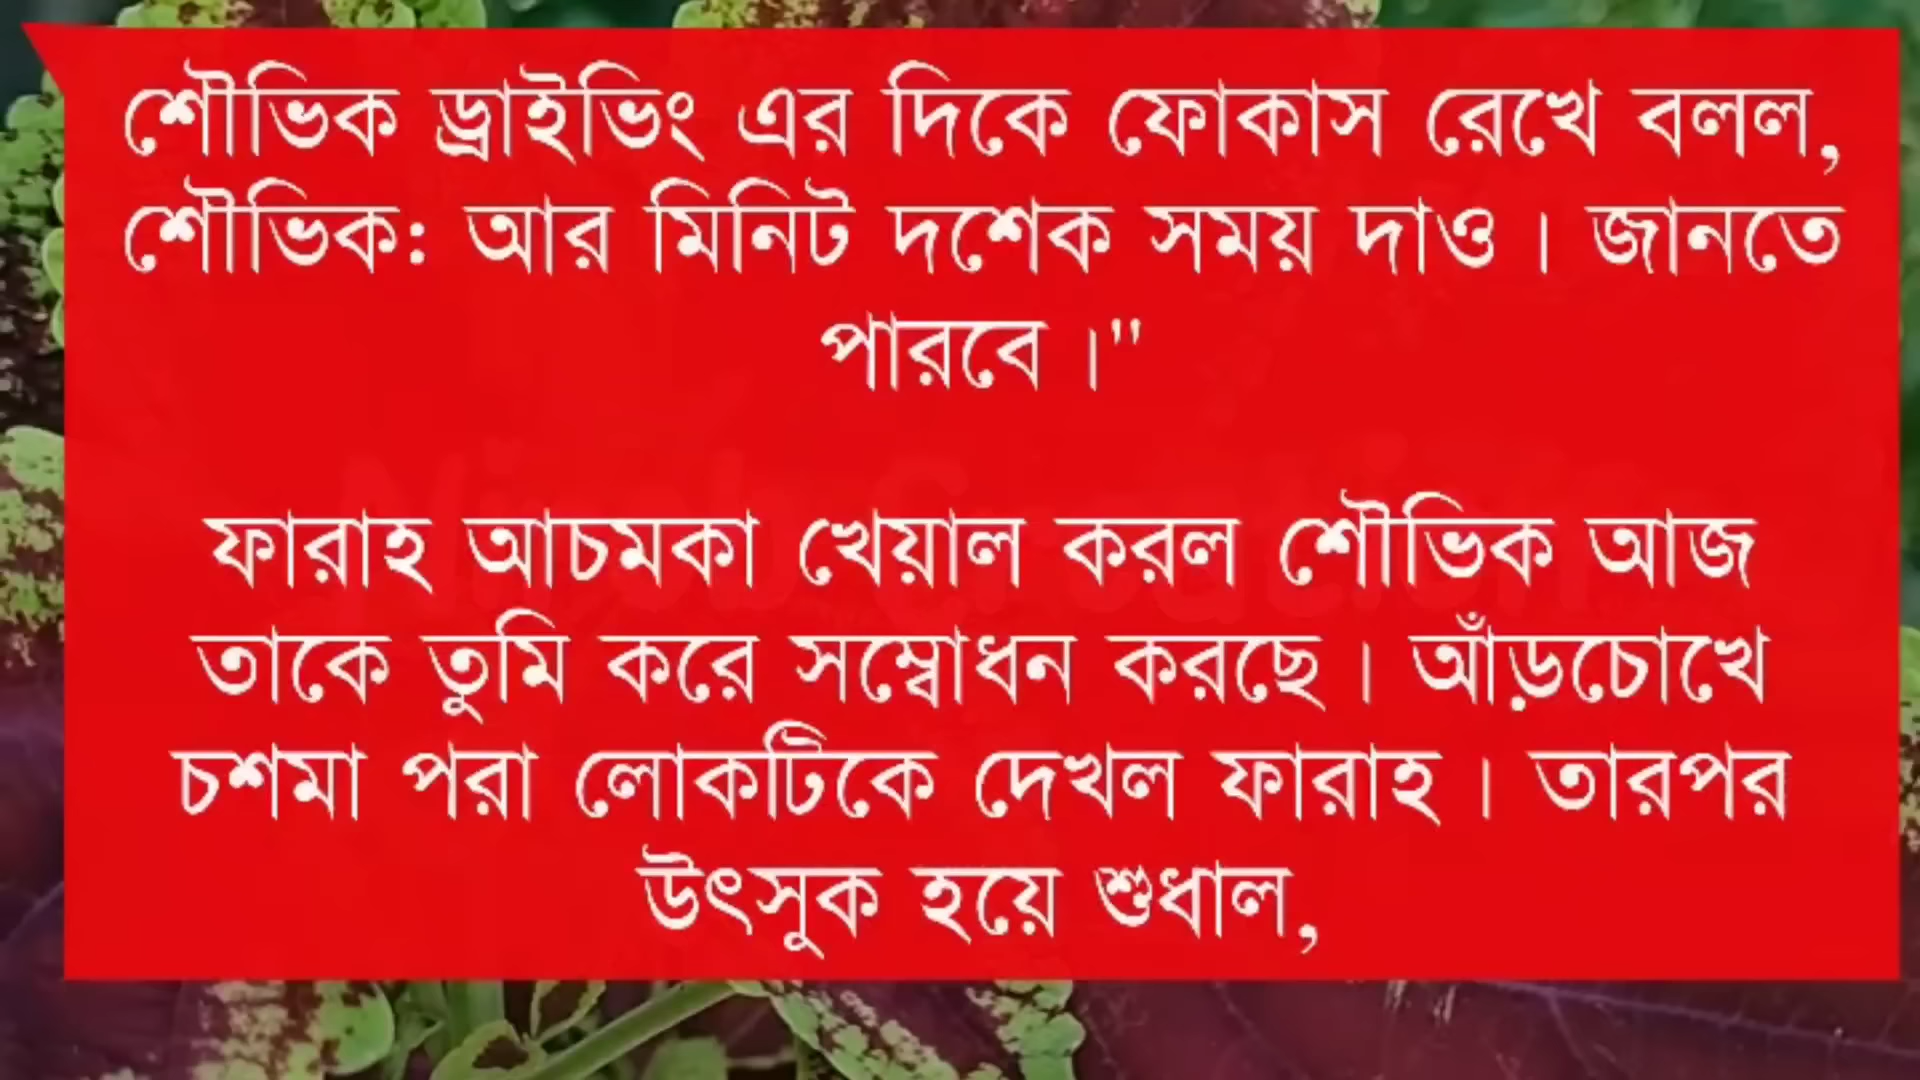 শৌভিক ড্রাইভিং এর দিকে ফোকাস রেখে বলল,
শৌভিক: আর মিনিট দশেক সময় দাও। জানতে
পারবে।"
ফারাহ আচমকা খেয়াল করল শৌভিক আজ
তাকে তুমি করে সম্বোধন করছে। আঁড়চোখে
চশমা পরা লোকটিকে দেখল ফারাহ। তারপর
উৎসুক হয়ে শুধাল,